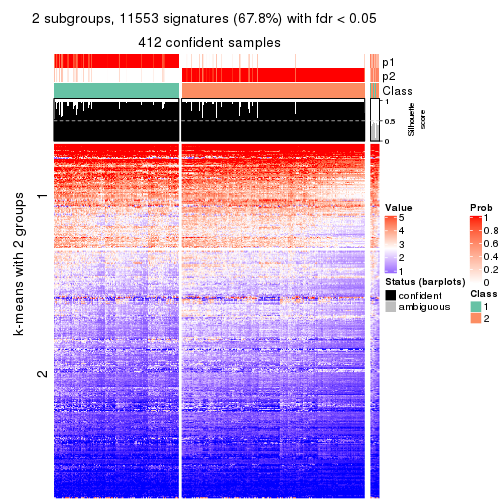 2 subgroups, 11553 signatures (67.8%) with fdr < 0.05
412 confident samples
p1
p2
Class
1
0.5
0
Silhouette
score
k-means with 2 groups
1
2
Value
5
4
3
2
1
Status (barplots)
confident
ambiguous
Prob
1
0.8
0.6
0.4
0.2
0
Class
1
2